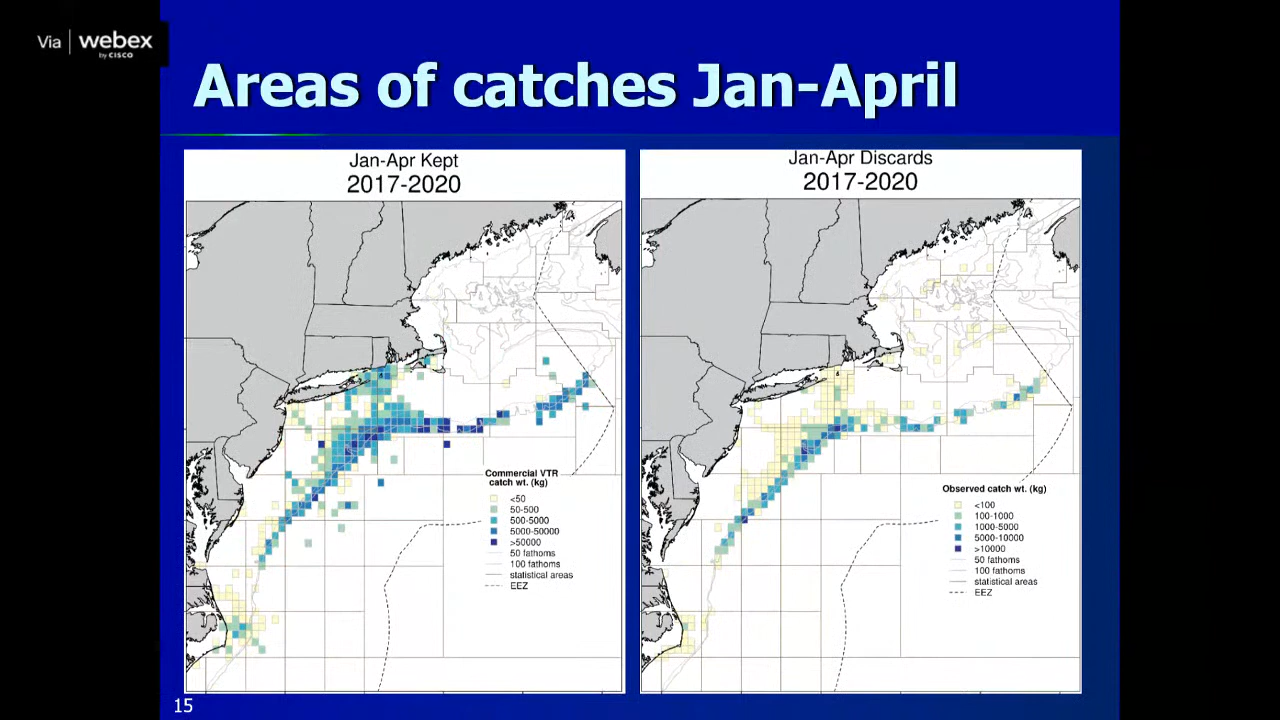 Via | webex
by CISCO
Areas of catches Jan-April
Jan-Apr Kept
2017-2020
Commercial VTR
catch wt. (kg)
<50
50-500
500-5000
5000-50000
>50000
50 fathoms
100 fathoms
statistical areas
EEZ
Jan-Apr Discards
2017-2020
6
Observed catch wt. (kg)
<100
100-1000
1000-5000
5000-10000
>10000
50 fathoms
100 fathoms
statistical areas
EEZ
15